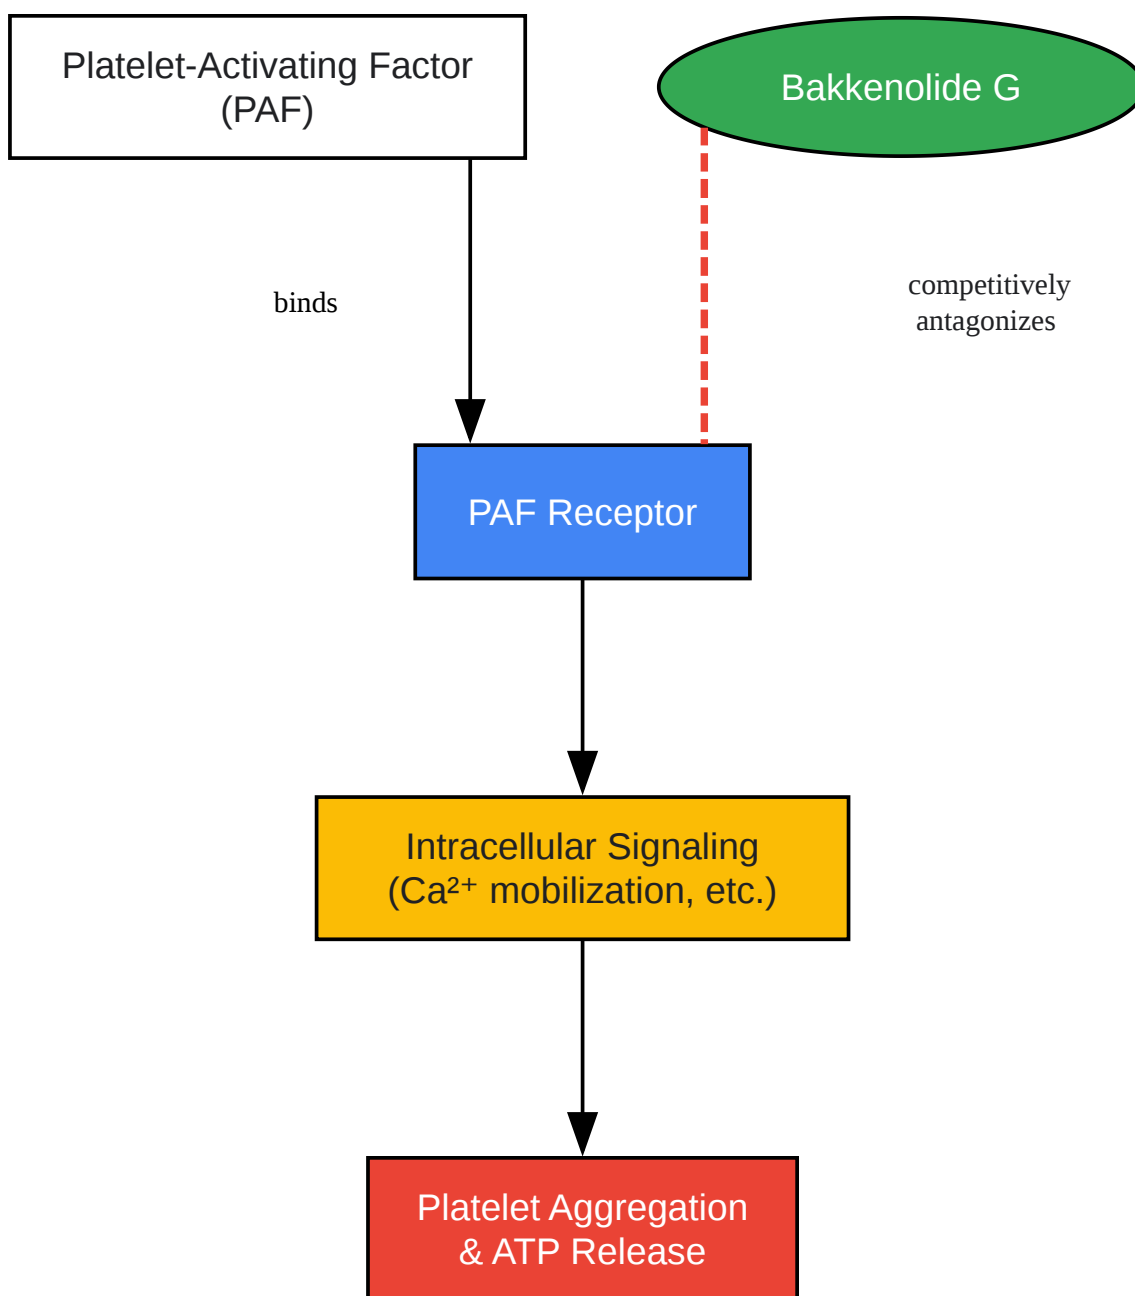 Platelet-Activating Factor
(PAF)
Bakkenolide G
binds
competitively
antagonizes
PAF Receptor
Intracellular Signaling
(Ca²⁺ mobilization, etc.)
Platelet Aggregation
& ATP Release